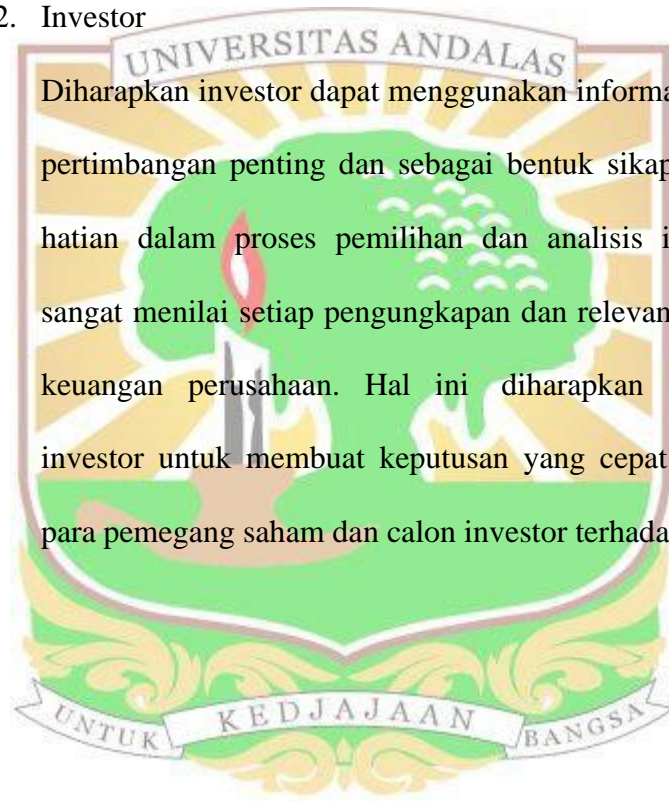 2. Investor
UNIVERSITAS ANDALAS
Diharapkan investor dapat menggunakan informa
pertimbangan penting dan sebagai bentuk sikap
hatian dalam proses pemilihan dan analisis i
sangat menilai setiap pengungkapan dan relevan
keuangan perusahaan. Hal ini diharapkan
investor untuk membuat keputusan yang cepat
para pemegang saham dan calon investor terhada
UNTUK KEDJAJAAN BANGSA